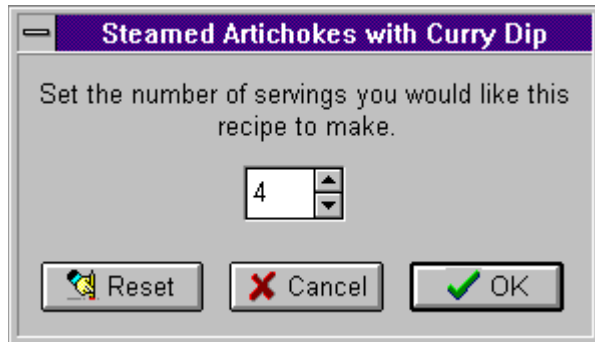 Steamed Artichokes with Curry Dip
Set the number of servings you would like this
recipe to make.
4
Reset Cancel OK